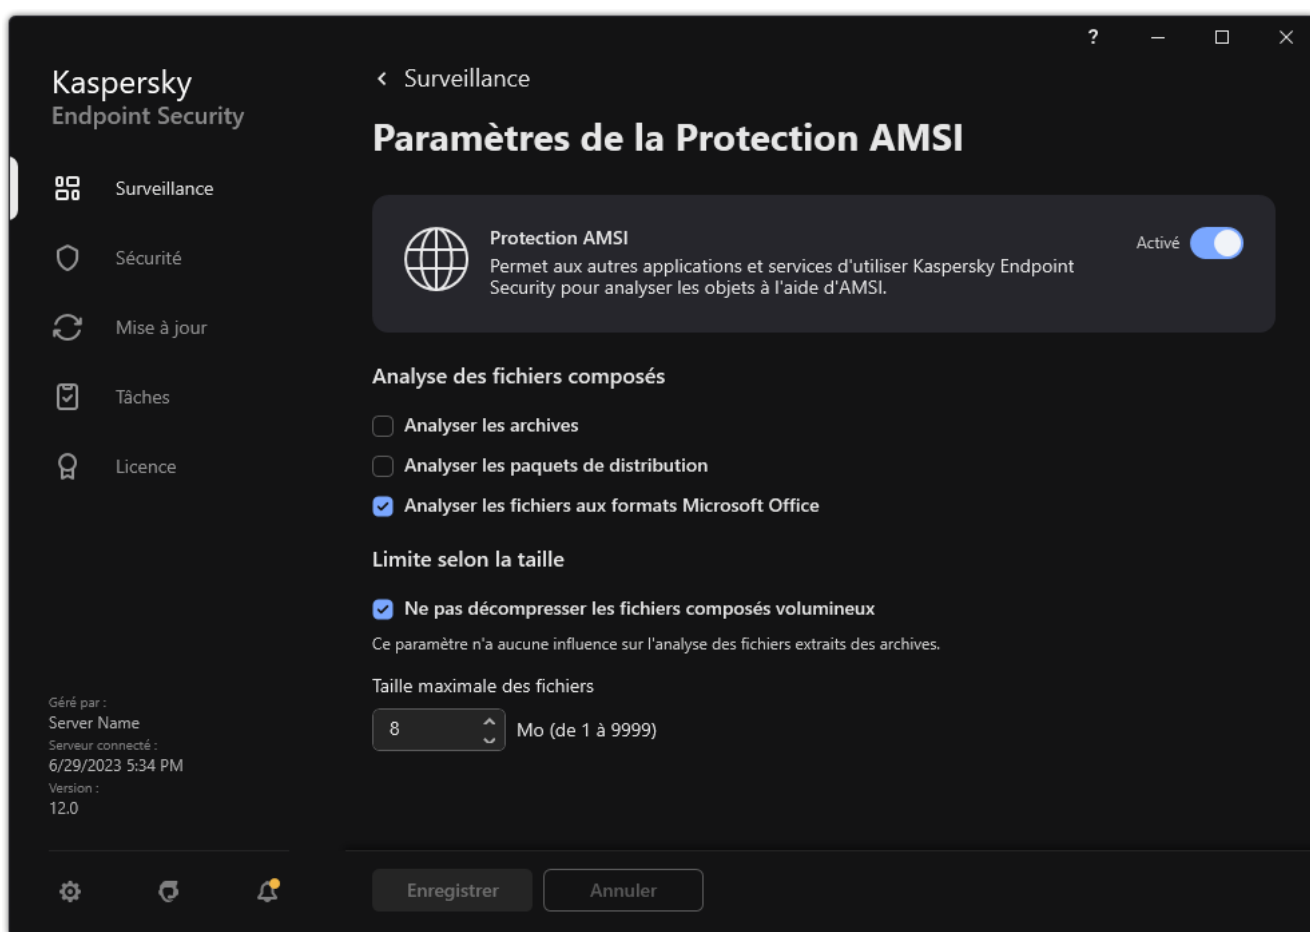 ?
Kaspersky
Endpoint Security
Surveillance
Sécurité
Mise à jour
Tâches
Licence
Géré par :
Server Name
Serveur connecté :
6/29/2023 5:34 PM
Version :
12.0
Surveillance
Paramètres de la Protection AMSI
Protection AMSI
Activé
Permet aux autres applications et services d'utiliser Kaspersky Endpoint
Security pour analyser les objets à l'aide d'AMSI.
Analyse des fichiers composés
Analyser les archives
Analyser les paquets de distribution
Analyser les fichiers aux formats Microsoft Office
Limite selon la taille
Ne pas décompresser les fichiers composés volumineux
Ce paramètre n'a aucune influence sur l'analyse des fichiers extraits des archives.
Taille maximale des fichiers
8 Mo (de 1 à 9999)
Enregistrer
Annuler